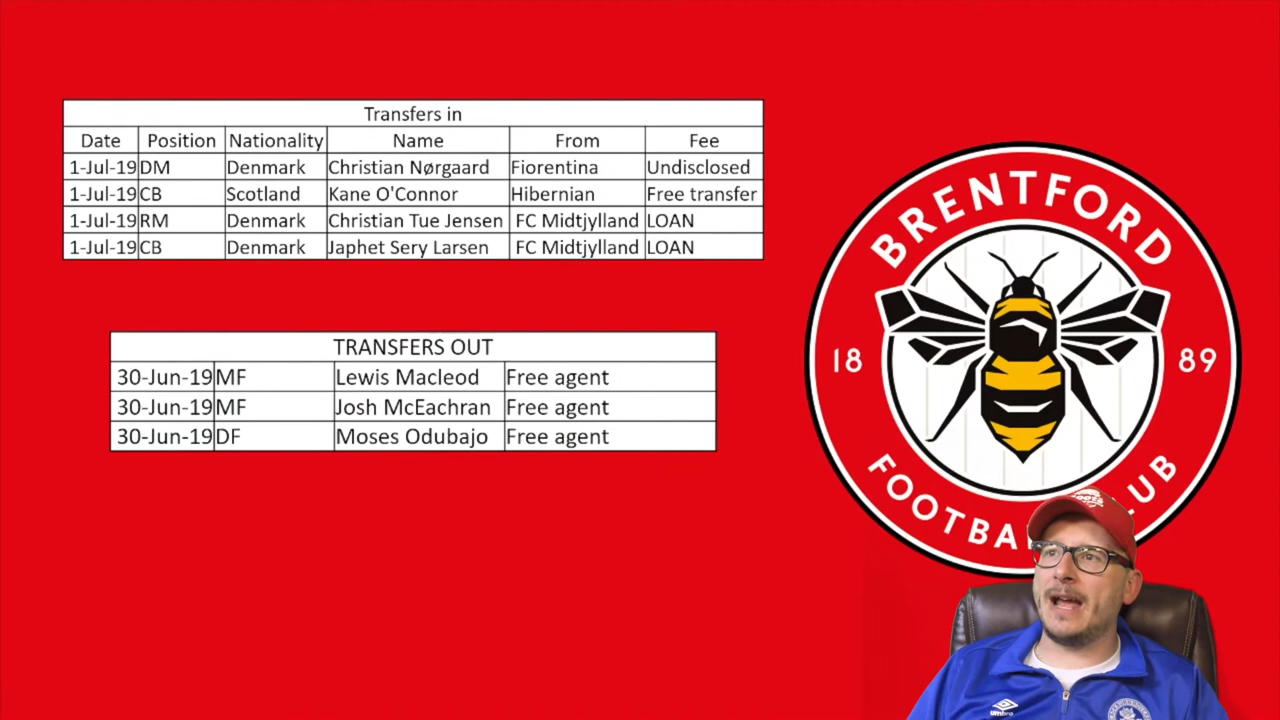 Transfers in
Date Position Nationality Name From Fee
1-Jul-19 DM Denmark Christian Nørgaard Fiorentina Undisclosed
1-Jul-19 CB Scotland Kane O'Connor Hibernian Free transfer
1-Jul-19 RM Denmark Christian Tue Jensen FC Midtjylland LOAN
1-Jul-19 CB Denmark Japhet Sery Larsen FC Midtjylland LOAN
TRANSFERS OUT
30-Jun-19 MF Lewis Macleod Free agent
30-Jun-19 MF Josh McEachran Free agent
30-Jun-19 DF Moses Odubajo Free agent
BRENTFORD
18 89
FOOTBA LUB
umbro